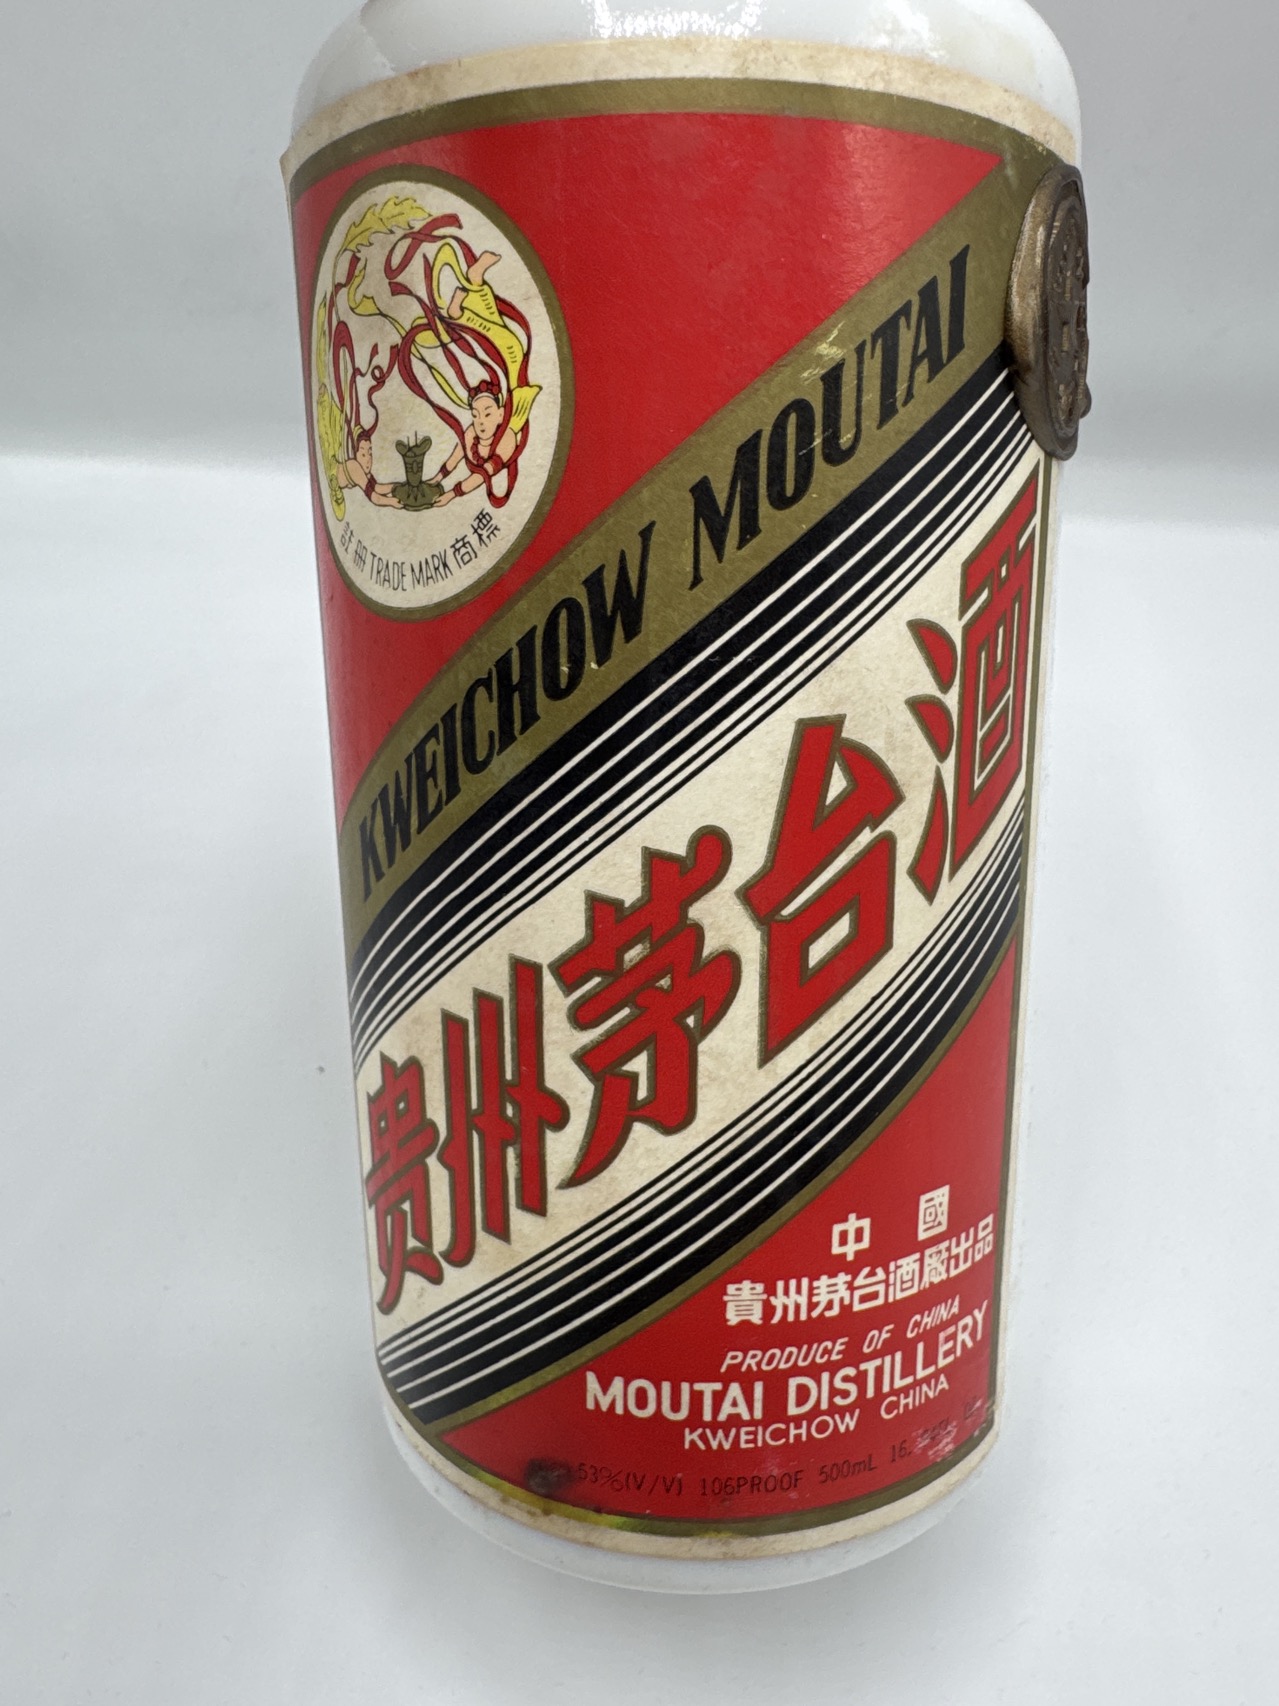 註冊 TRADE MARK 商標
KWEICHOW MOUTAI
贵州茅台酒
中國
貴州茅台酒廠出品
PRODUCE OF CHINA
MOUTAI DISTILLERY
KWEICHOW CHINA
53%(V/V) 106PROOF 500mL 16.